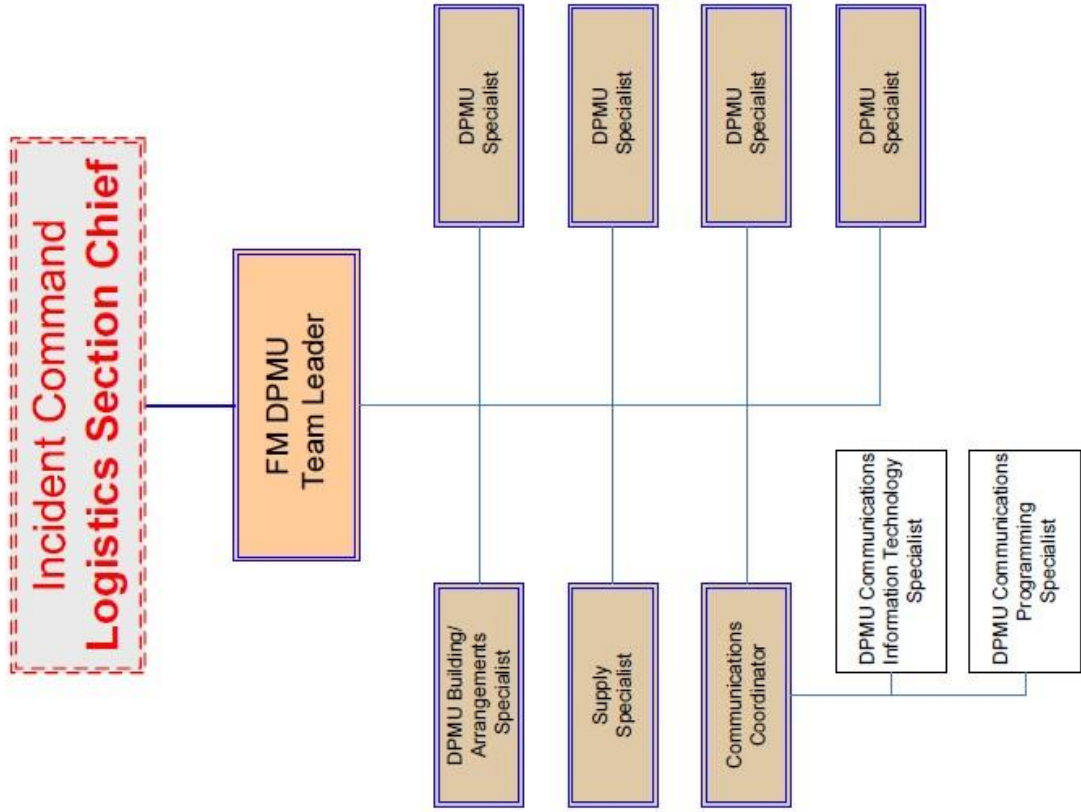 Incident Command
Logistics Section Chief
FM DPMU
Team Leader
DPMU Building/
Arrangements
Specialist
DPMU
Specialist
Supply
Specialist
DPMU
Specialist
Communications
Coordinator
DPMU
Specialist
DPMU Communications
Information Technology
Specialist
DPMU
Specialist
DPMU Communications
Programming
Specialist